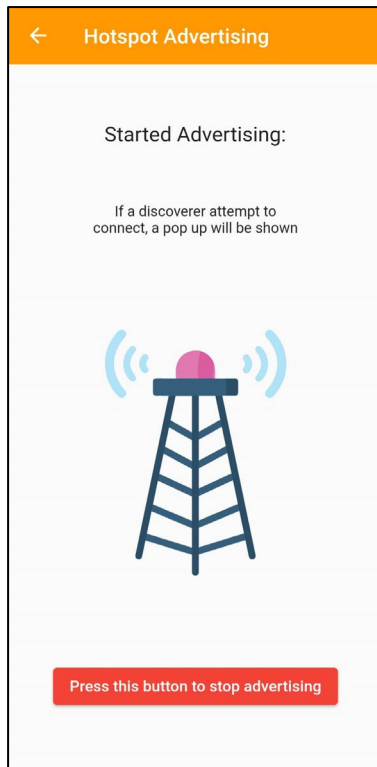 Hotspot Advertising
Started Advertising:
If a discoverer attempt to
connect, a pop up will be shown
Press this button to stop advertising